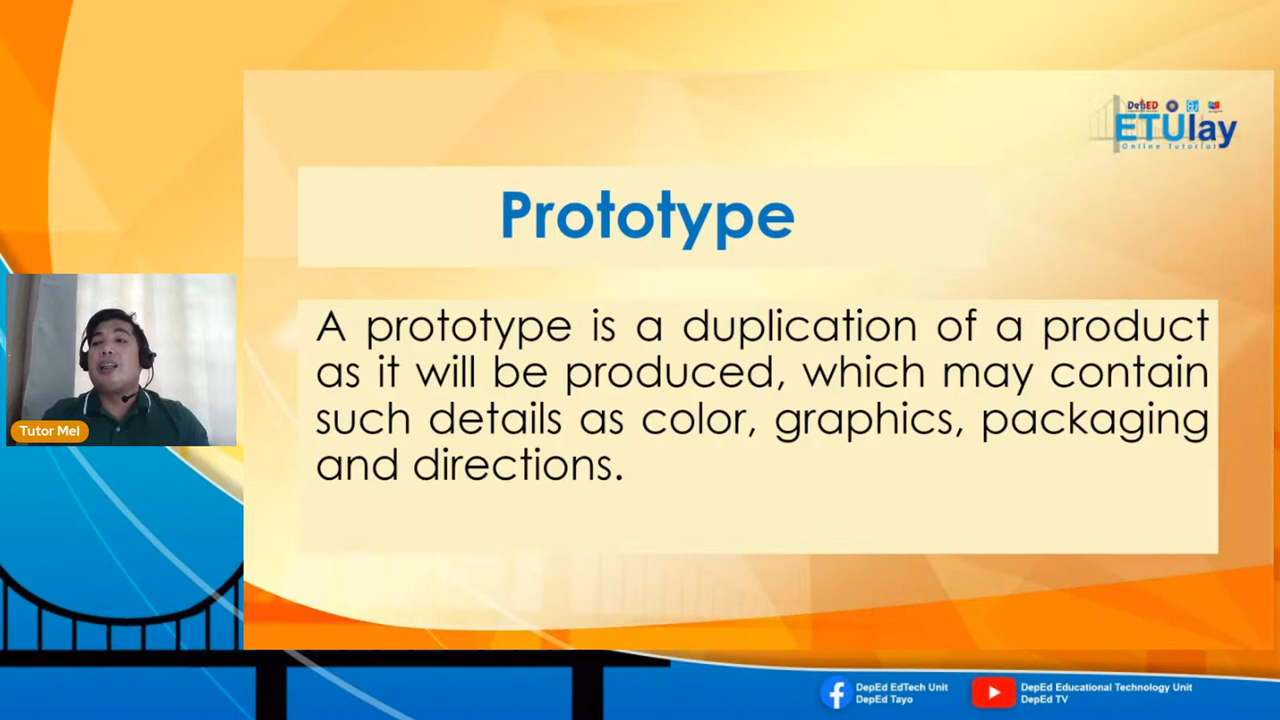 DepED
ETUlay
Online Tutorial
Prototype
A prototype is a duplication of a product
as it will be produced, which may contain
such details as color, graphics, packaging
and directions.
Tutor Mel
DepEd EdTech Unit
DepEd Tayo
DepEd Educational Technology Unit
DepEd TV